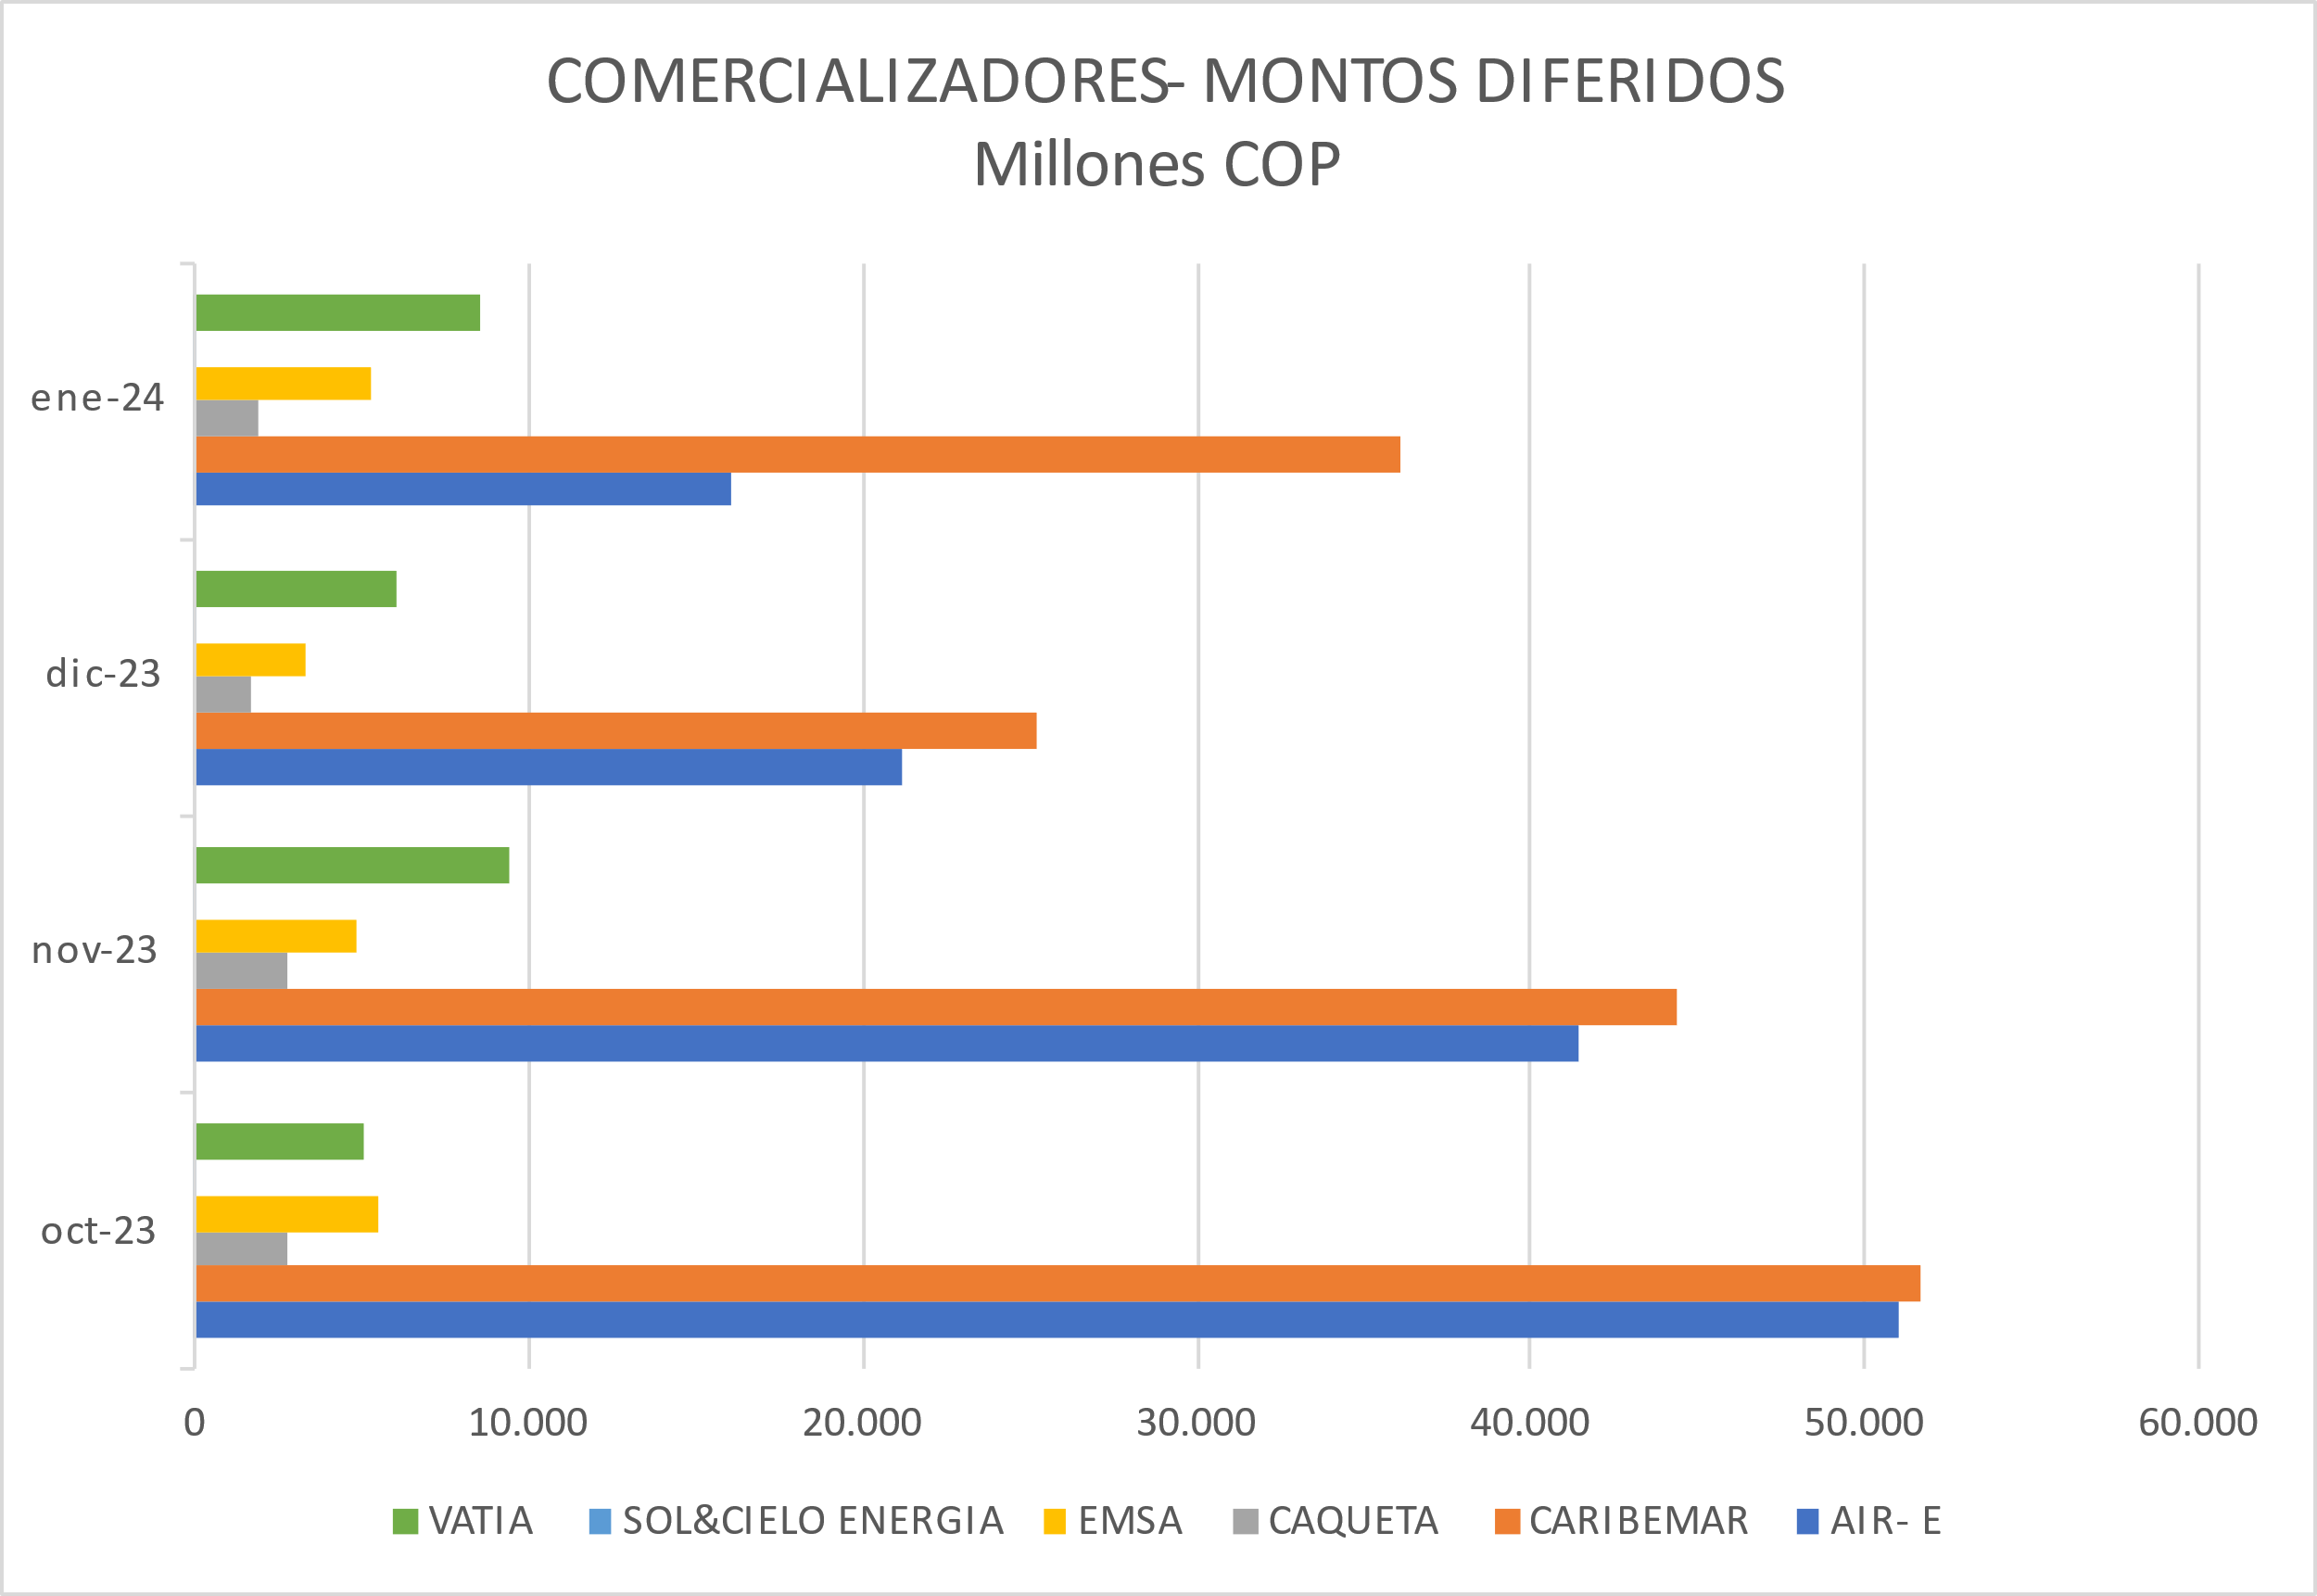 COMERCIALIZADORES- MONTOS DIFERIDOS
Millones COP
ene-24
dic-23
nov-23
oct-23
0 10.000 20.000 30.000 40.000 50.000 60.000
VATIA SOL&CIELO ENERGIA EMSA CAQUETA CARIBEMAR AIR- E